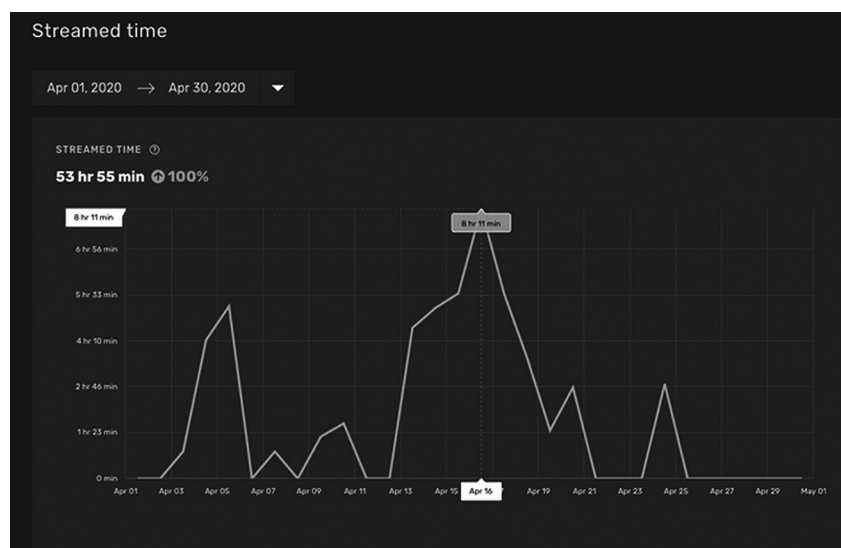 Streamed time
Apr 01, 2020 → Apr 30, 2020
STREAMED TIME ?
53 hr 55 min 100%
8 hr 11 min
8 hr 11 min
6 hr 56 min
5 hr 33 min
4 hr 10 min
2 hr 46 min
1 hr 23 min
0 min
Apr 01 Apr 03 Apr 05 Apr 07 Apr 09 Apr 11 Apr 13 Apr 15 Apr 16 Apr 19 Apr 21 Apr 23 Apr 25 Apr 27 Apr 29 May 01